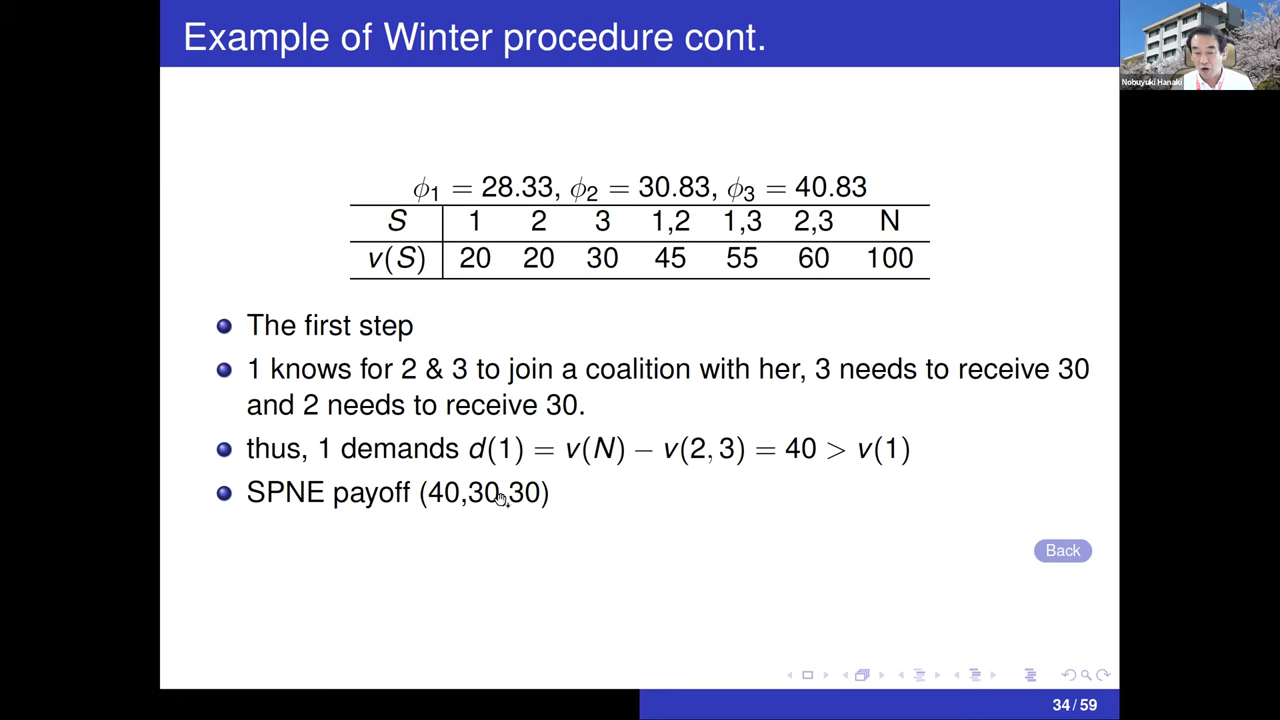 Example of Winter procedure cont.
Nobuyuki Hanaki
ϕ1 = 28.33, ϕ2 = 30.83, ϕ3 = 40.83
S 1 2 3 1,2 1,3 2,3 N
v(S) 20 20 30 45 55 60 100
The first step
1 knows for 2 & 3 to join a coalition with her, 3 needs to receive 30
and 2 needs to receive 30.
thus, 1 demands d(1) = v(N) − v(2, 3) = 40 > v(1)
SPNE payoff (40,30,30)
Back
34 / 59